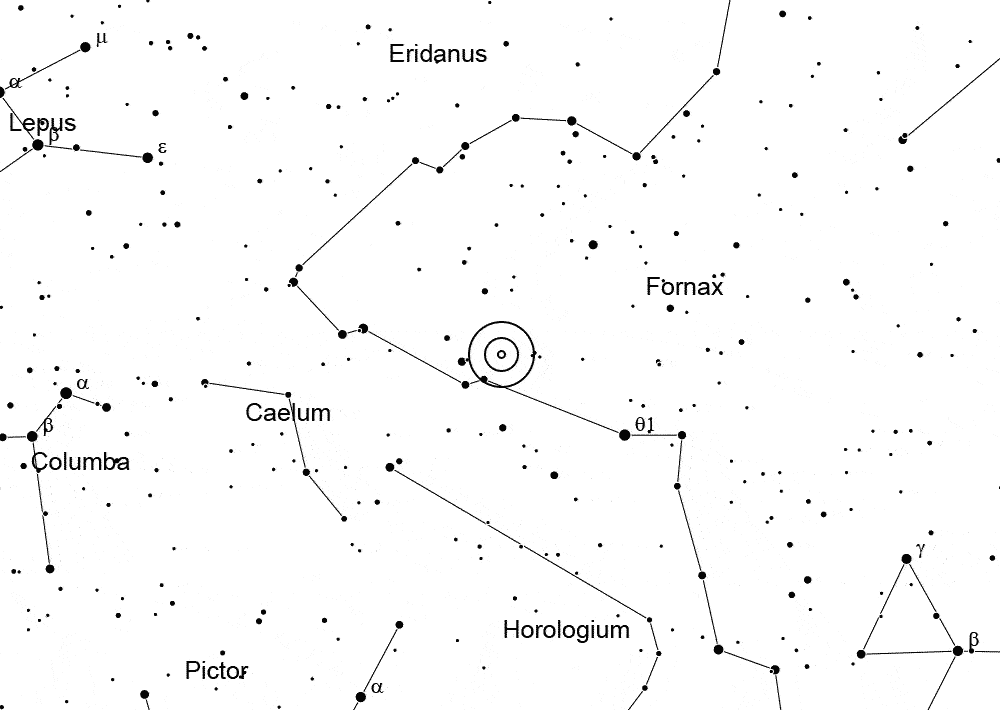 μ
Eridanus
α
Lepus
β
ε
Fornax
α
Caelum
β
θ1
Columba
γ
Horologium
β
Pictor
α